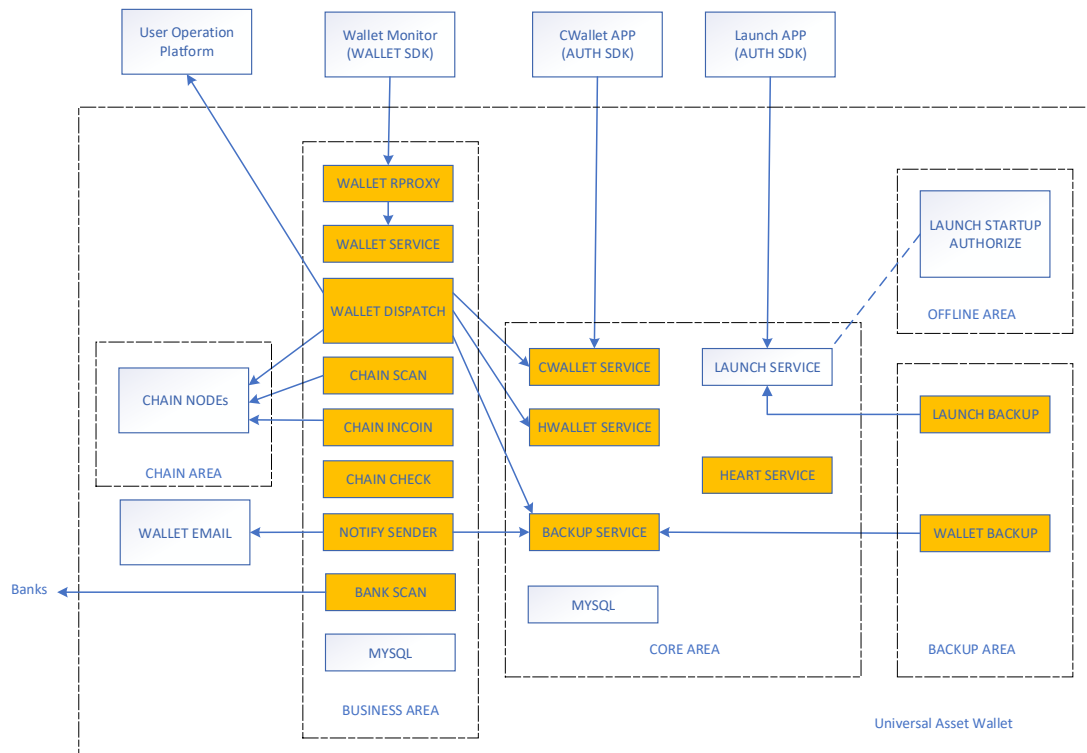 User Operation
Platform
Wallet Monitor
(WALLET SDK)
CWallet APP
(AUTH SDK)
Launch APP
(AUTH SDK)
WALLET RPROXY
WALLET SERVICE
WALLET DISPATCH
CHAIN SCAN
CHAIN INCOIN
CHAIN CHECK
NOTIFY SENDER
BANK SCAN
MYSQL
BUSINESS AREA
CHAIN NODEs
CHAIN AREA
WALLET EMAIL
Banks
CWALLET SERVICE
HWALLET SERVICE
BACKUP SERVICE
MYSQL
LAUNCH SERVICE
HEART SERVICE
CORE AREA
LAUNCH STARTUP
AUTHORIZE
OFFLINE AREA
LAUNCH BACKUP
WALLET BACKUP
BACKUP AREA
Universal Asset Wallet